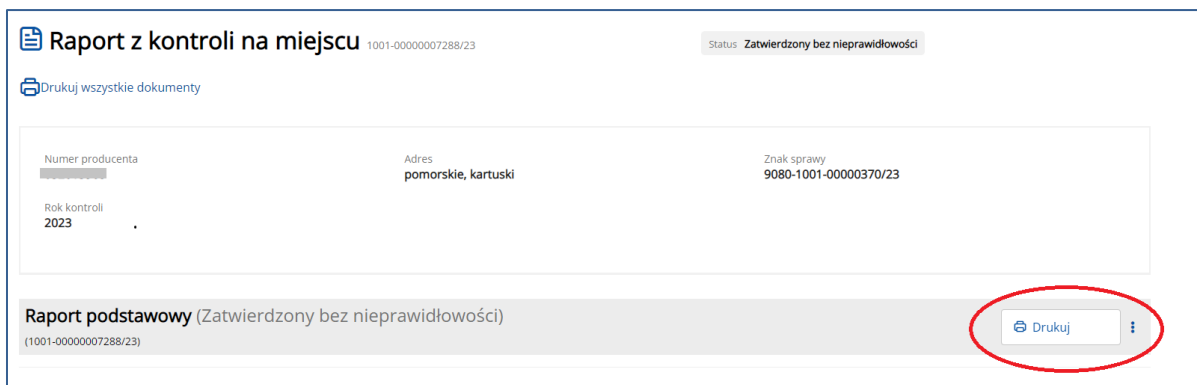 Raport z kontroli na miejscu 1001-00000007288/23 Status Zatwierdzony bez nieprawidłowości
Drukuj wszystkie dokumenty
Numer producenta Adres Znak sprawy
pomorskie, kartuski 9080-1001-00000370/23
Rok kontroli
2023
Raport podstawowy (Zatwierdzony bez nieprawidłowości)
Drukuj
(1001-00000007288/23)